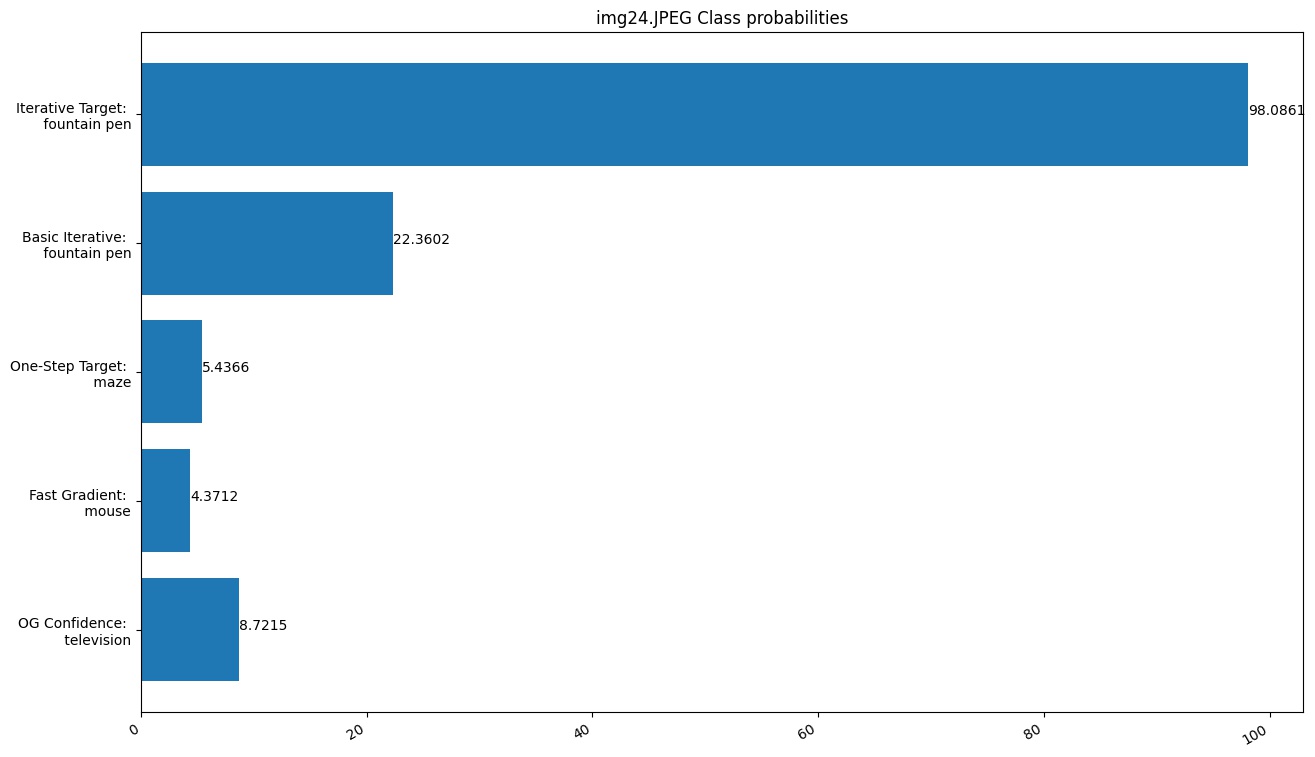 img24.JPEG Class probabilities
Iterative Target:
fountain pen
98.0861
Basic Iterative:
fountain pen
22.3602
One-Step Target:
maze
5.4366
Fast Gradient:
mouse
4.3712
OG Confidence:
television
8.7215
0 20 40 60 80 100